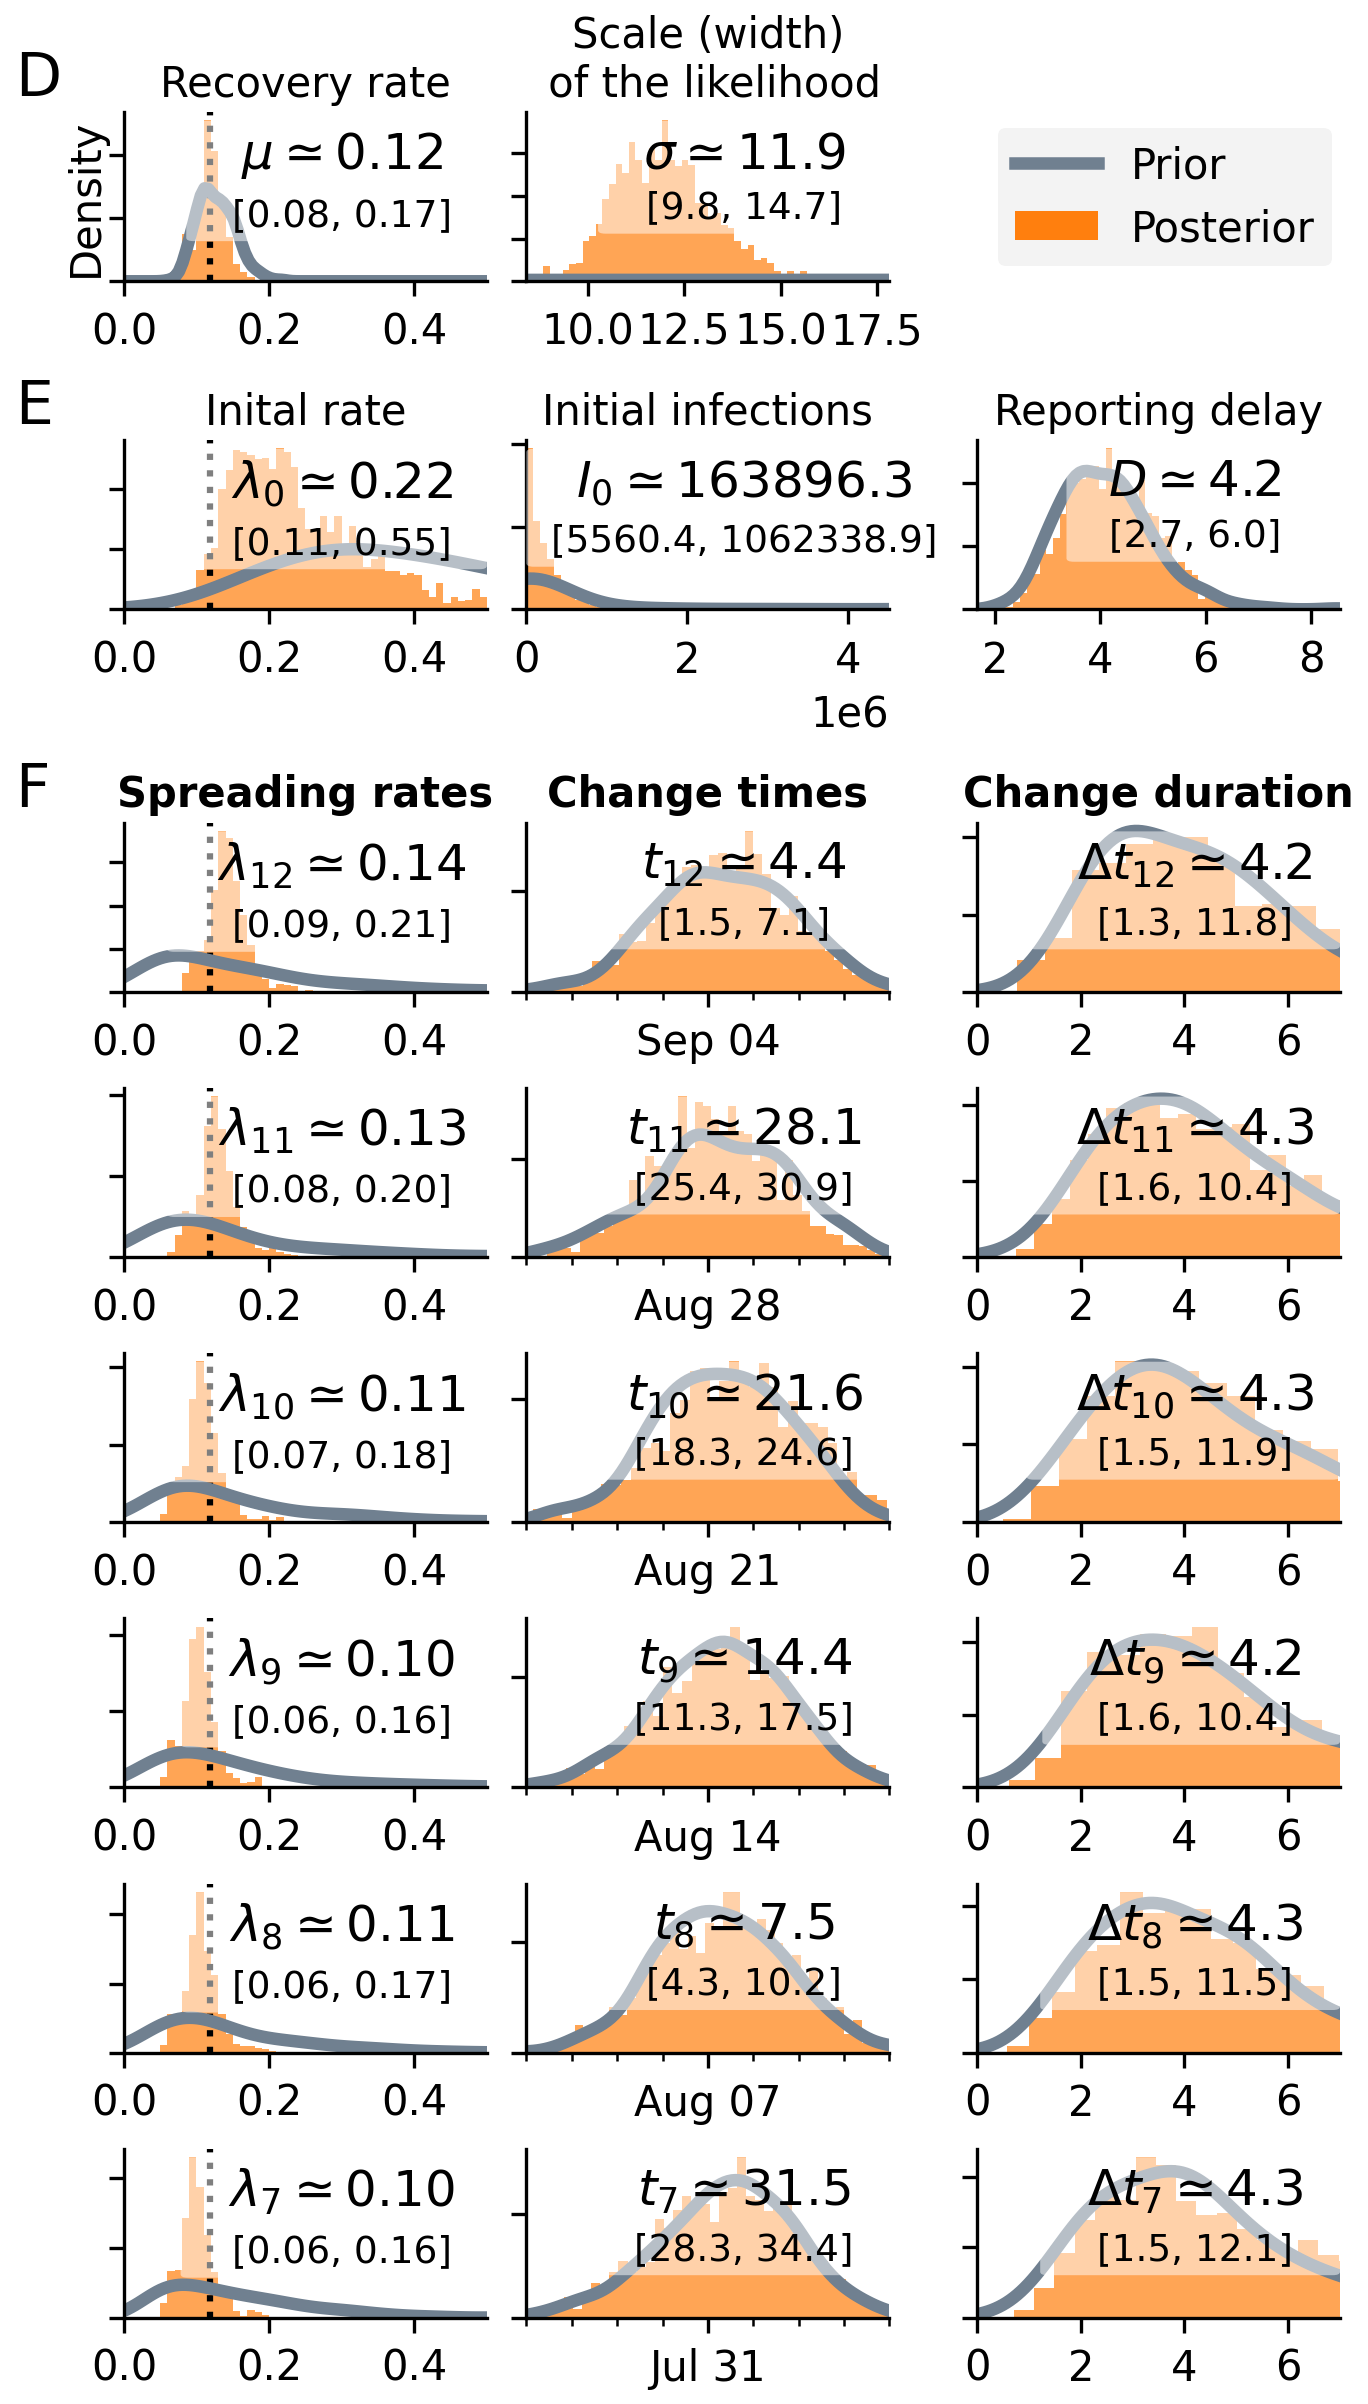 D
Recovery rate
Scale (width)
of the likelihood
Density
μ ≃ 0.12
[0.08, 0.17]
0.0 0.2 0.4
σ ≃ 11.9
[9.8, 14.7]
10.0 12.5 15.0 17.5
Prior
Posterior
E
Inital rate
Initial infections
Reporting delay
λ₀ ≃ 0.22
[0.11, 0.55]
0.0 0.2 0.4
I₀ ≃ 163896.3
[5560.4, 1062338.9]
0 2 4
1e6
D ≃ 4.2
[2.7, 6.0]
2 4 6 8
F
Spreading rates
Change times
Change duration
λ₁₂ ≃ 0.14
[0.09, 0.21]
0.0 0.2 0.4
t₁₂ ≃ 4.4
[1.5, 7.1]
Sep 04
Δt₁₂ ≃ 4.2
[1.3, 11.8]
0 2 4 6
λ₁₁ ≃ 0.13
[0.08, 0.20]
0.0 0.2 0.4
t₁₁ ≃ 28.1
[25.4, 30.9]
Aug 28
Δt₁₁ ≃ 4.3
[1.6, 10.4]
0 2 4 6
λ₁₀ ≃ 0.11
[0.07, 0.18]
0.0 0.2 0.4
t₁₀ ≃ 21.6
[18.3, 24.6]
Aug 21
Δt₁₀ ≃ 4.3
[1.5, 11.9]
0 2 4 6
λ₉ ≃ 0.10
[0.06, 0.16]
0.0 0.2 0.4
t₉ ≃ 14.4
[11.3, 17.5]
Aug 14
Δt₉ ≃ 4.2
[1.6, 10.4]
0 2 4 6
λ₈ ≃ 0.11
[0.06, 0.17]
0.0 0.2 0.4
t₈ ≃ 7.5
[4.3, 10.2]
Aug 07
Δt₈ ≃ 4.3
[1.5, 11.5]
0 2 4 6
λ₇ ≃ 0.10
[0.06, 0.16]
0.0 0.2 0.4
t₇ ≃ 31.5
[28.3, 34.4]
Jul 31
Δt₇ ≃ 4.3
[1.5, 12.1]
0 2 4 6